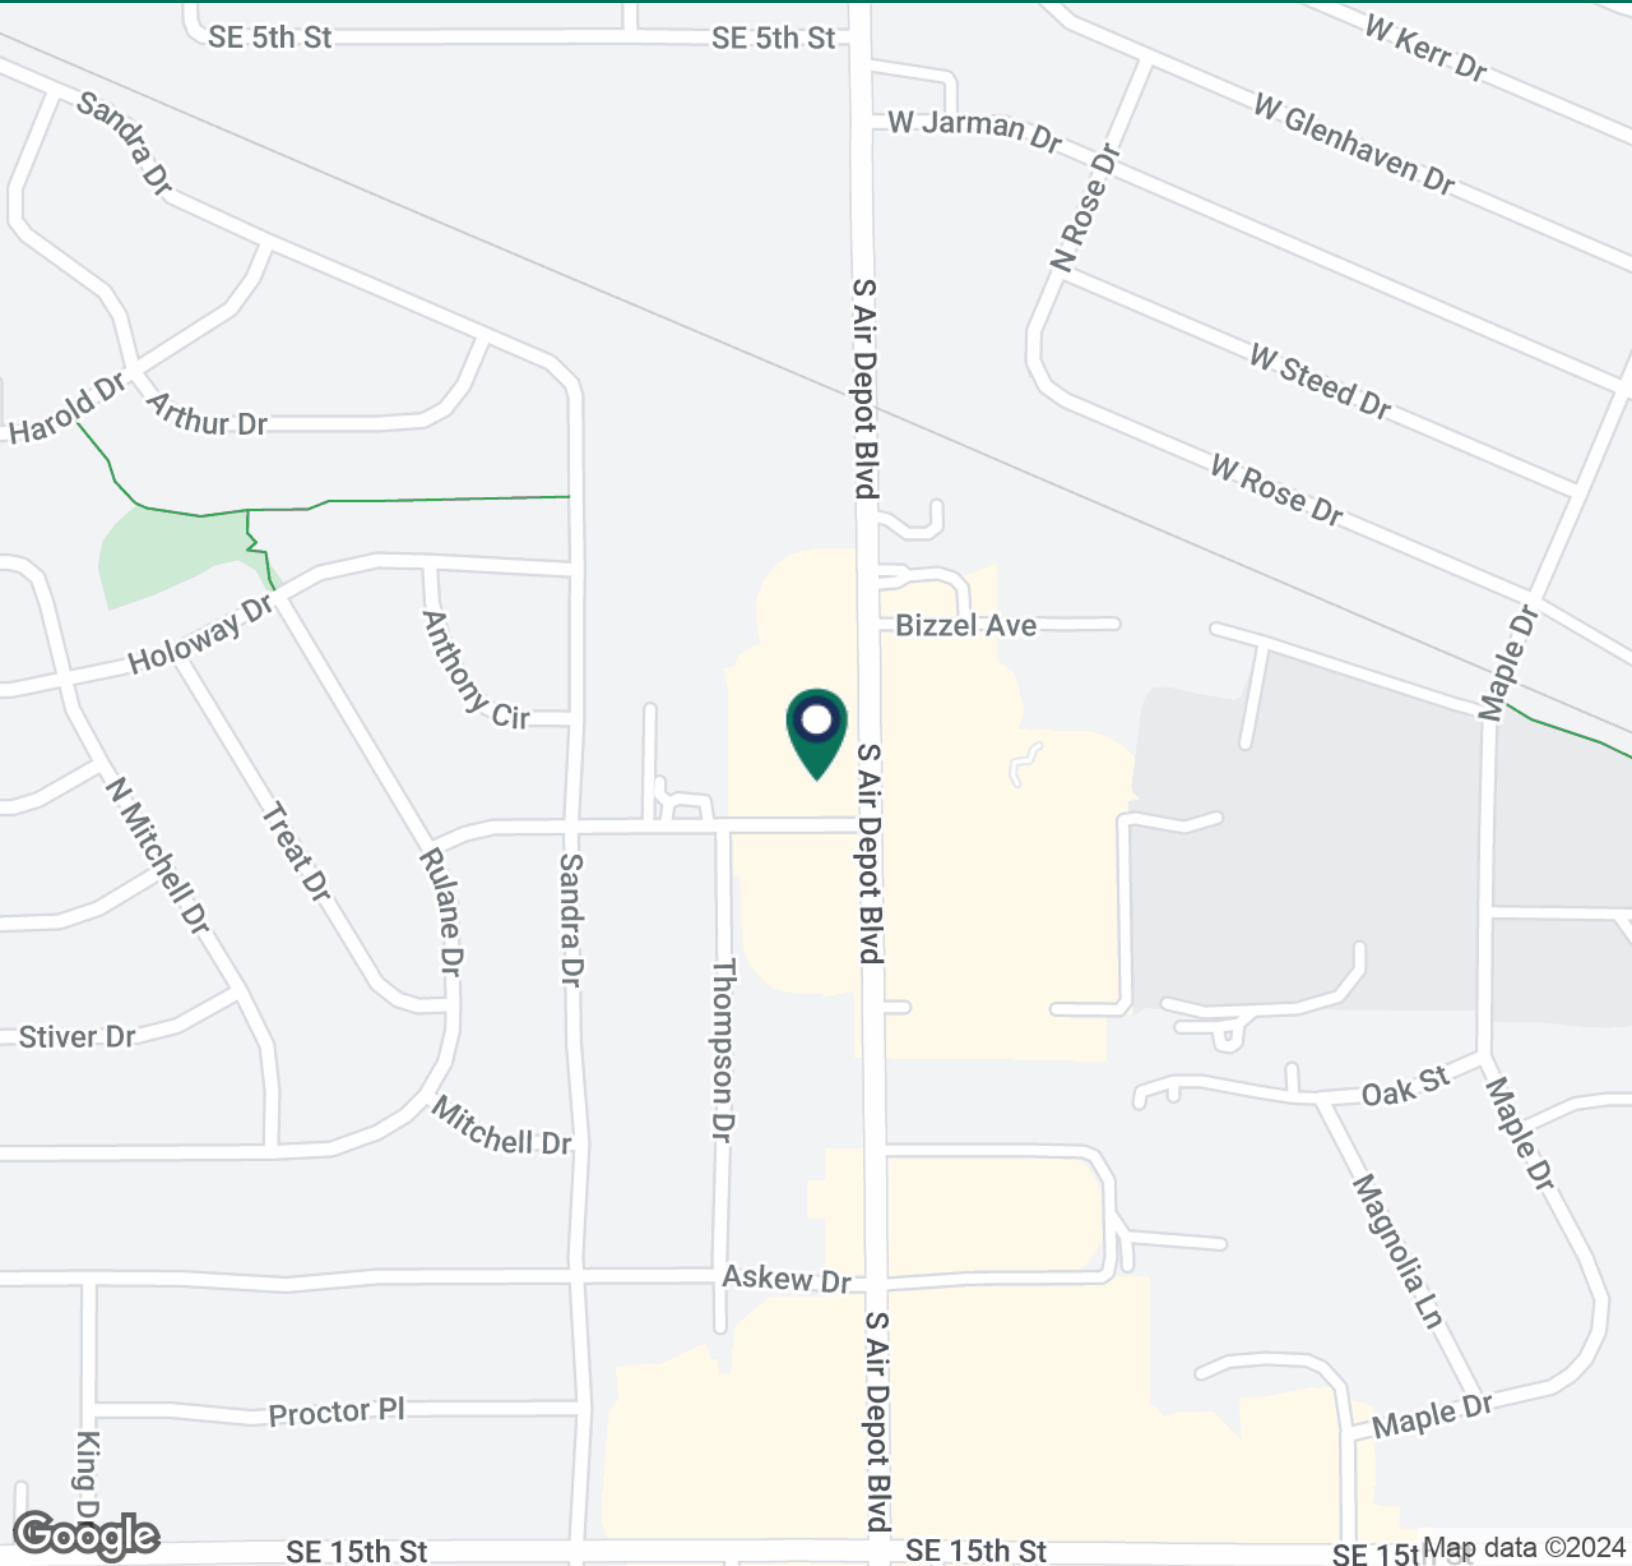 SE 5th St
SE 5th St
W Kerr Dr
Sandra Dr
W Jarman Dr
W Glenhaven Dr
N Rose Dr
S Air Depot Blvd
W Steed Dr
Harold Dr
Arthur Dr
W Rose Dr
Holoway Dr
Anthony Cir
Bizzel Ave
Maple Dr
N Mitchell Dr
Treat Dr
Rulane Dr
Sandra Dr
S Air Depot Blvd
Thompson Dr
Stiver Dr
Mitchell Dr
Oak St
Maple Dr
Magnolia Ln
Askew Dr
S Air Depot Blvd
Proctor Pl
Maple Dr
King D
Google
SE 15th St
SE 15th St
SE 15t
Map data ©2024